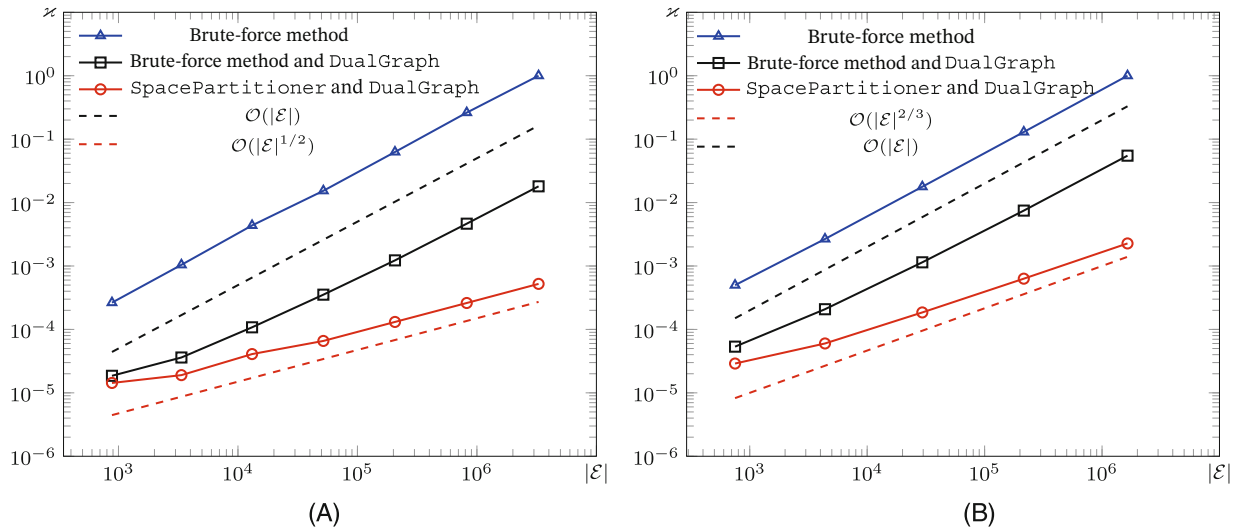 ϰ
Brute-force method
Brute-force method and DualGraph
SpacePartitioner and DualGraph
O(|E|)
O(|E|^{1/2})
10^0
10^{-1}
10^{-2}
10^{-3}
10^{-4}
10^{-5}
10^{-6}
10^3 10^4 10^5 10^6 |E|
(A)
ϰ
Brute-force method
Brute-force method and DualGraph
SpacePartitioner and DualGraph
O(|E|^{2/3})
O(|E|)
10^0
10^{-1}
10^{-2}
10^{-3}
10^{-4}
10^{-5}
10^{-6}
10^3 10^4 10^5 10^6 |E|
(B)